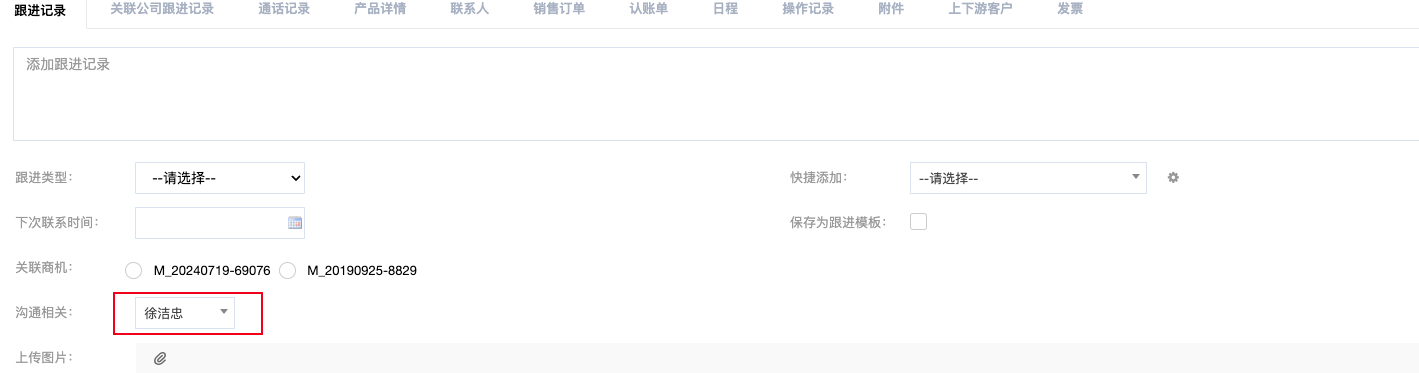 跟进记录 关联公司跟进记录 通话记录 产品详情 联系人 销售订单 认账单 日程 操作记录 附件 上下游客户 发票
添加跟进记录
跟进类型: --请选择-- 快捷添加: --请选择--
下次联系时间: 保存为跟进模板:
关联商机: M_20240719-69076 M_20190925-8829
沟通相关: 徐洁忠
上传图片: